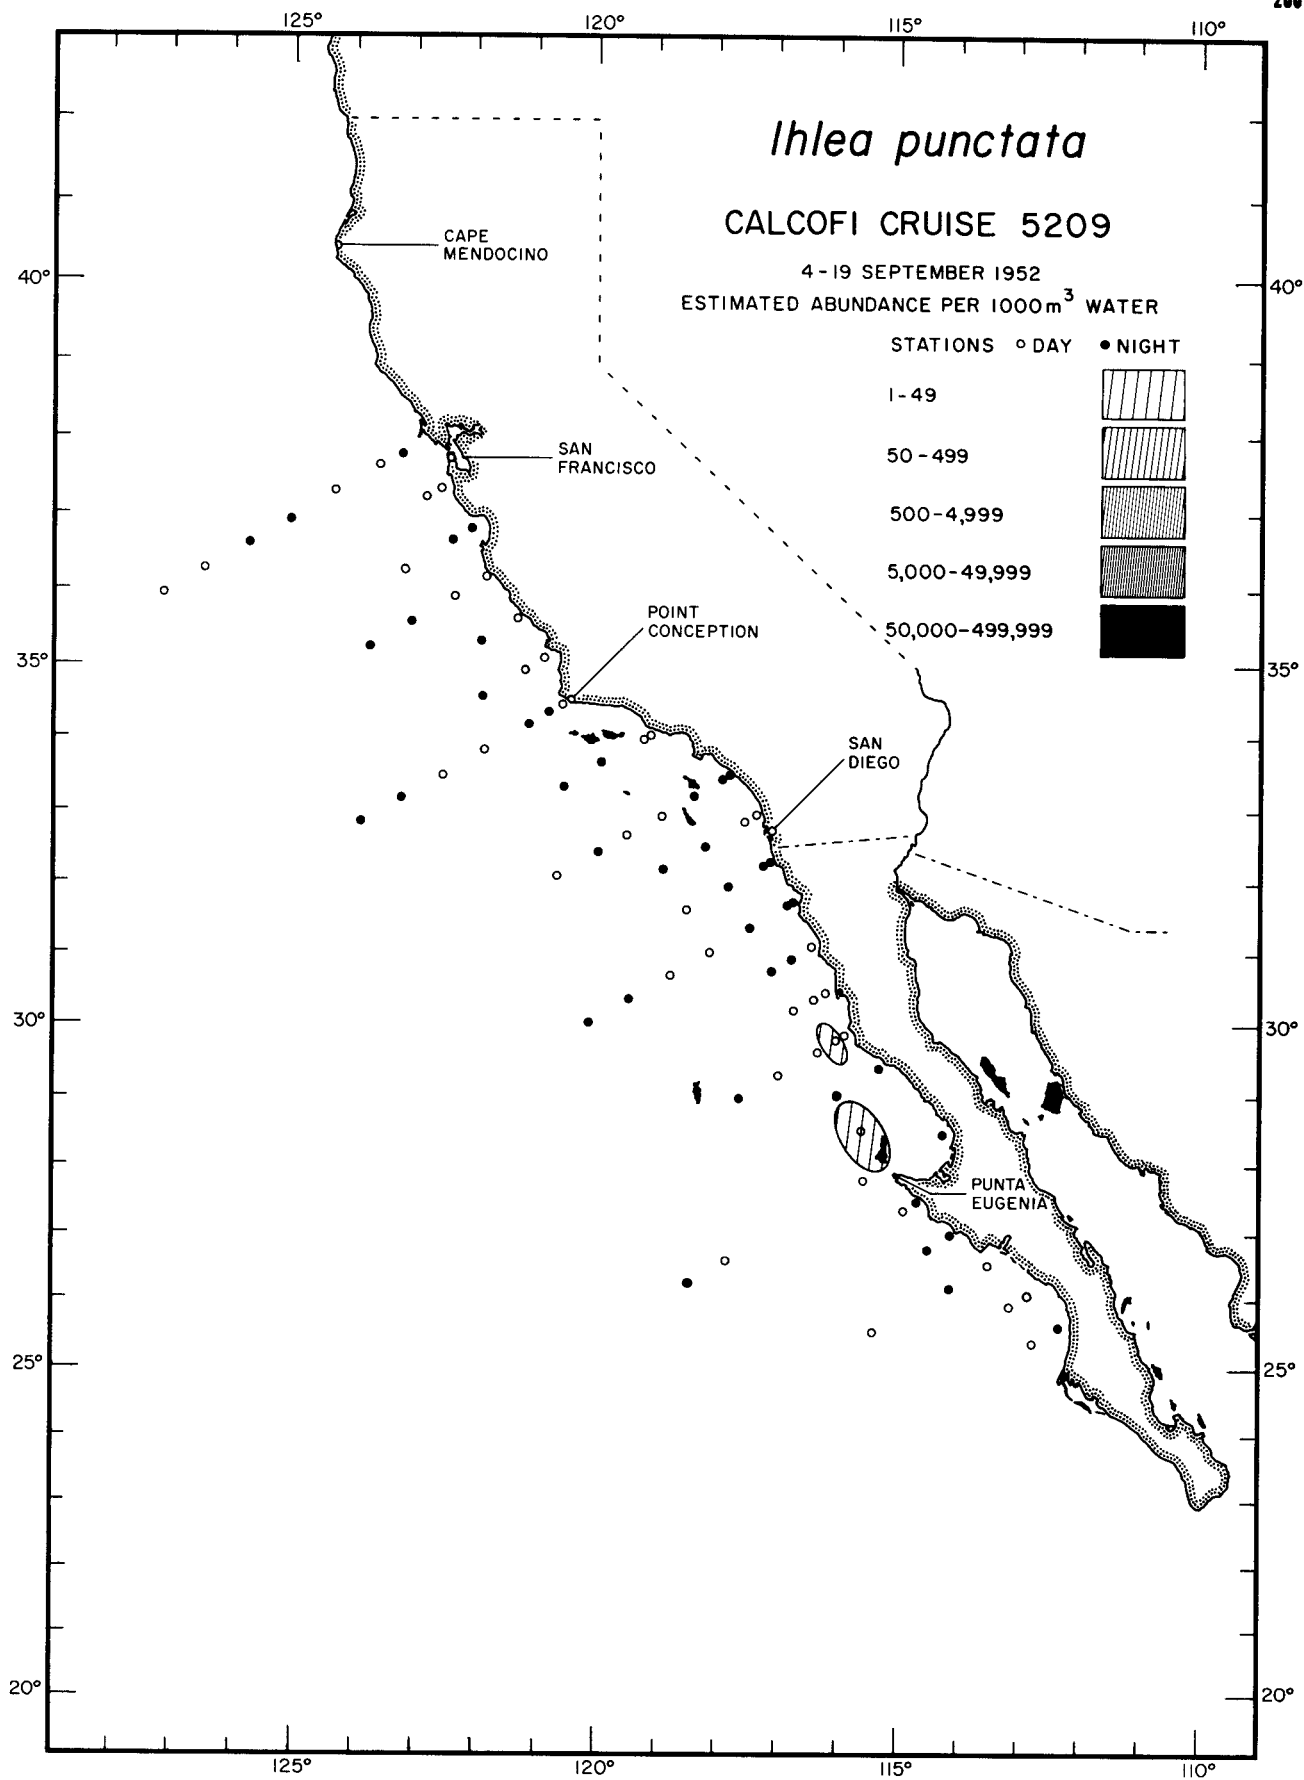 125° 120° 115° 110°
Ihlea punctata
CALCOFI CRUISE 5209
4-19 SEPTEMBER 1952
ESTIMATED ABUNDANCE PER 1000m³ WATER
STATIONS ○ DAY ● NIGHT
1-49
50-499
500-4,999
5,000-49,999
50,000-499,999
CAPE
MENDOCINO
40° 40°
SAN
FRANCISCO
POINT
CONCEPTION
35° 35°
SAN
DIEGO
30° 30°
PUNTA
EUGENIA
25° 25°
20° 20°
125° 120° 115° 110°